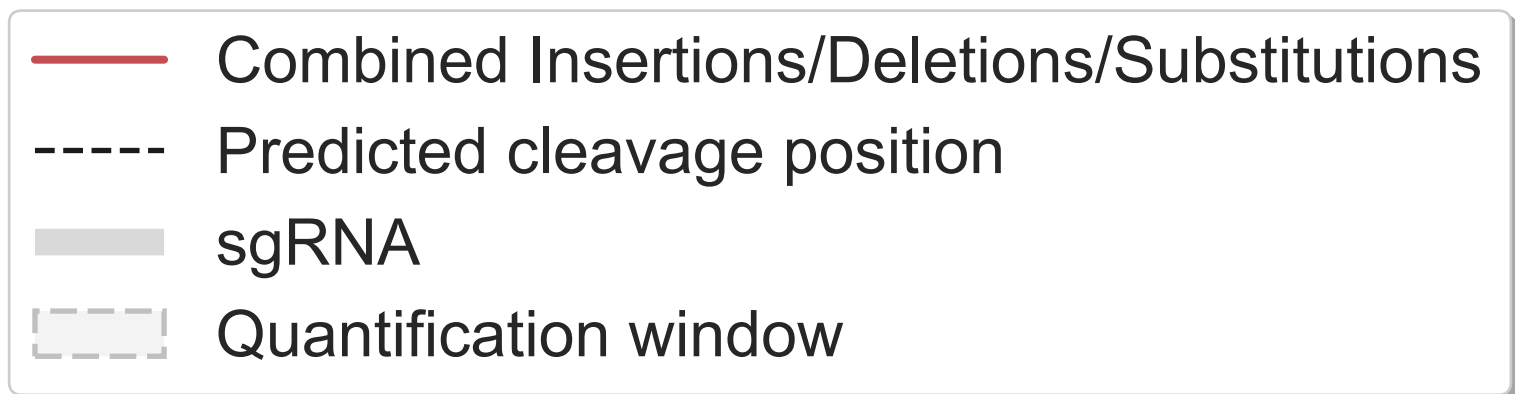 Combined Insertions/Deletions/Substitutions
Predicted cleavage position
sgRNA
Quantification window